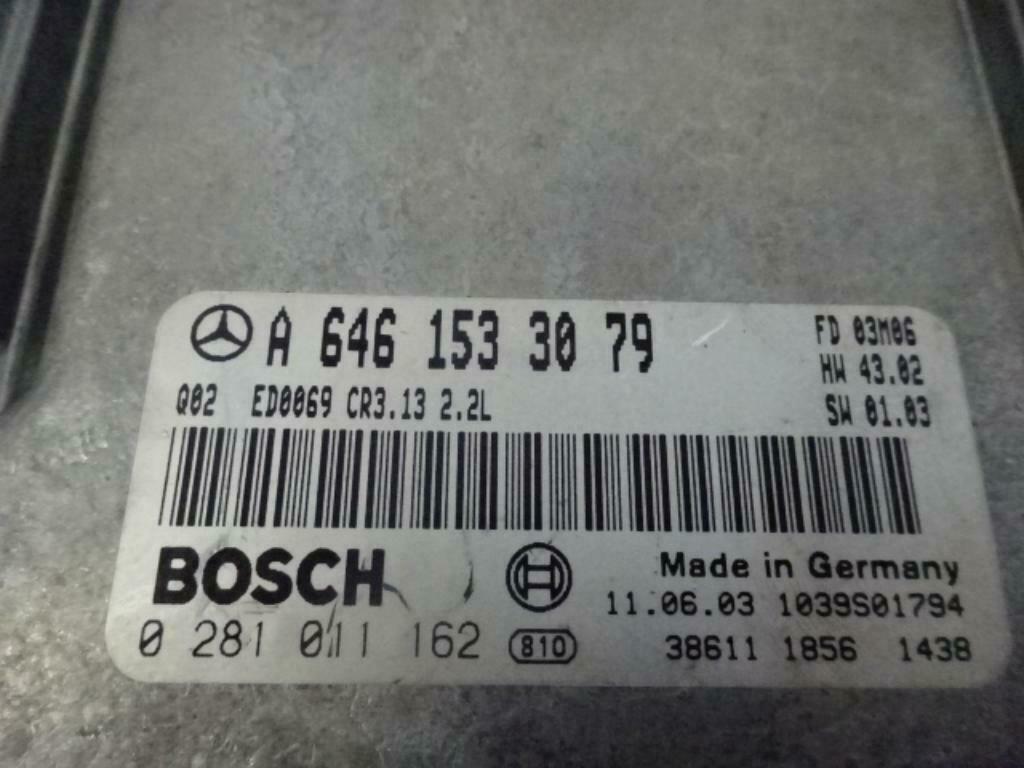 A 646 153 30 79
FD 03M06
HW 43.02
Q02 ED0069 CR3.13 2.2L
SW 01.03
BOSCH
Made in Germany
11.06.03 1039S01794
0 281 011 162 810
38611 1856 1438